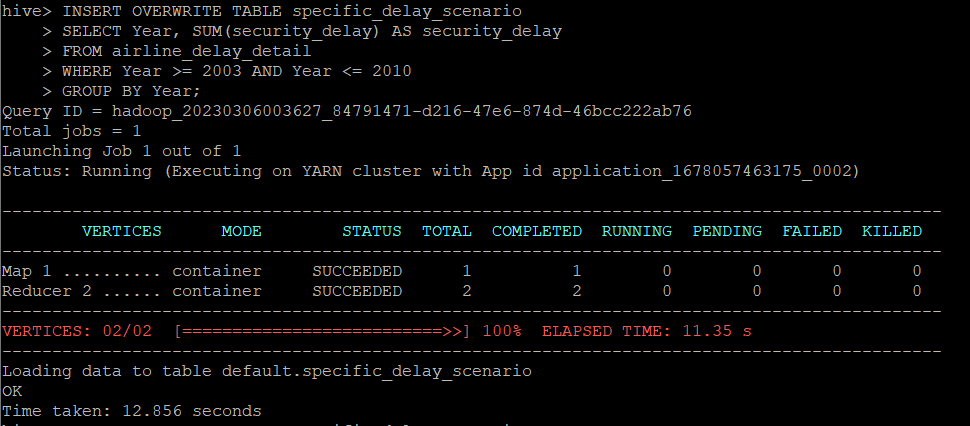 hive> INSERT OVERWRITE TABLE specific_delay_scenario
    > SELECT Year, SUM(security_delay) AS security_delay
    > FROM airline_delay_detail
    > WHERE Year >= 2003 AND Year <= 2010
    > GROUP BY Year;
Query ID = hadoop_20230306003627_84791471-d216-47e6-874d-46bcc222ab76
Total jobs = 1
Launching Job 1 out of 1
Status: Running (Executing on YARN cluster with App id application_1678057463175_0002)
----------------------------------------------------------------------------------------------
        VERTICES      MODE        STATUS  TOTAL  COMPLETED  RUNNING  PENDING  FAILED  KILLED
----------------------------------------------------------------------------------------------
Map 1 .......... container     SUCCEEDED      1          1        0        0       0       0
Reducer 2 ...... container     SUCCEEDED      2          2        0        0       0       0
----------------------------------------------------------------------------------------------
VERTICES: 02/02  [==========================>>] 100%  ELAPSED TIME: 11.35 s
----------------------------------------------------------------------------------------------
Loading data to table default.specific_delay_scenario
OK
Time taken: 12.856 seconds